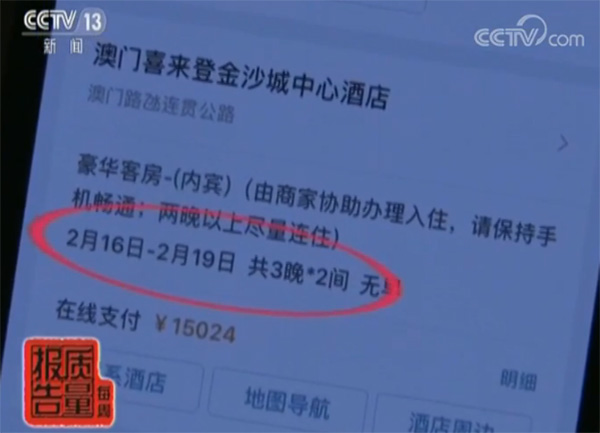 CCTV 13
新闻
CCTV com
澳门喜来登金沙城中心酒店
澳门路氹连贯公路
豪华客房-(内宾)(由商家协助办理入住,请保持手
机畅通;两晚以上尽量连住)
2月16日-2月19日 共3晚*2间 无
在线支付 ¥15024
明细
系酒店
地图导航
酒店周边
每周
质量
报告